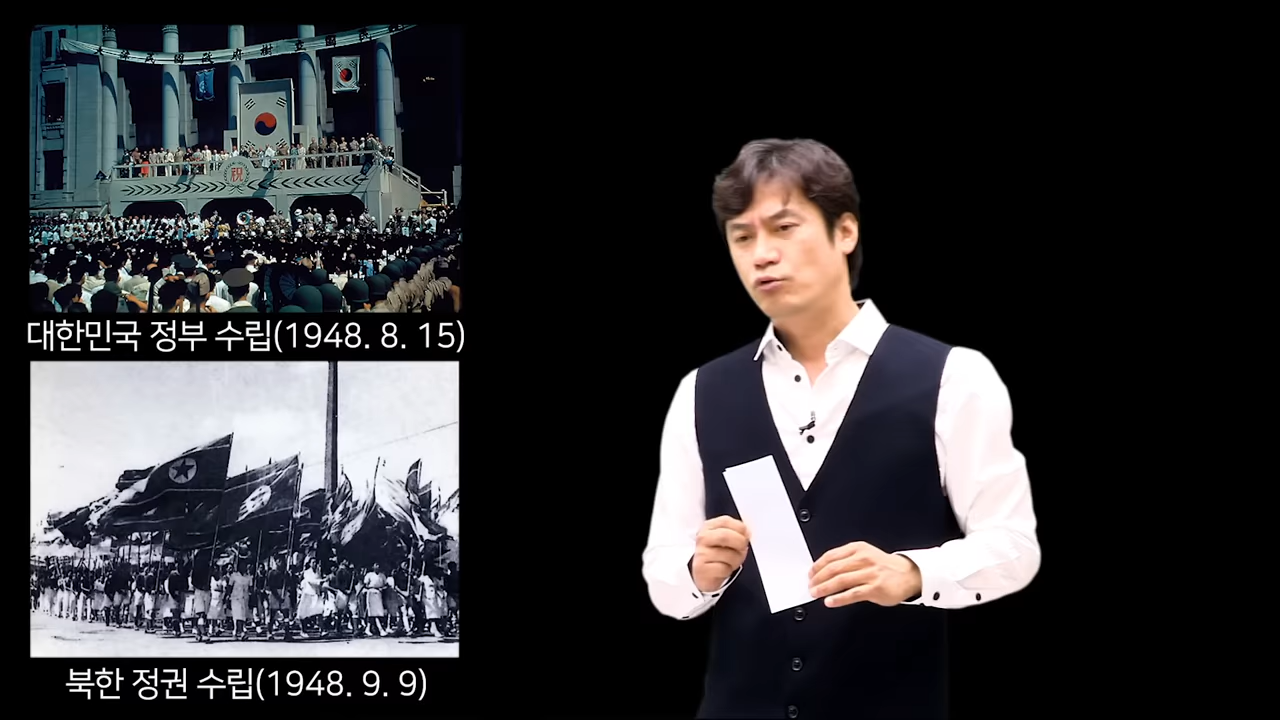 祝
대한민국 정부 수립(1948. 8. 15)
북한 정권 수립(1948. 9. 9)